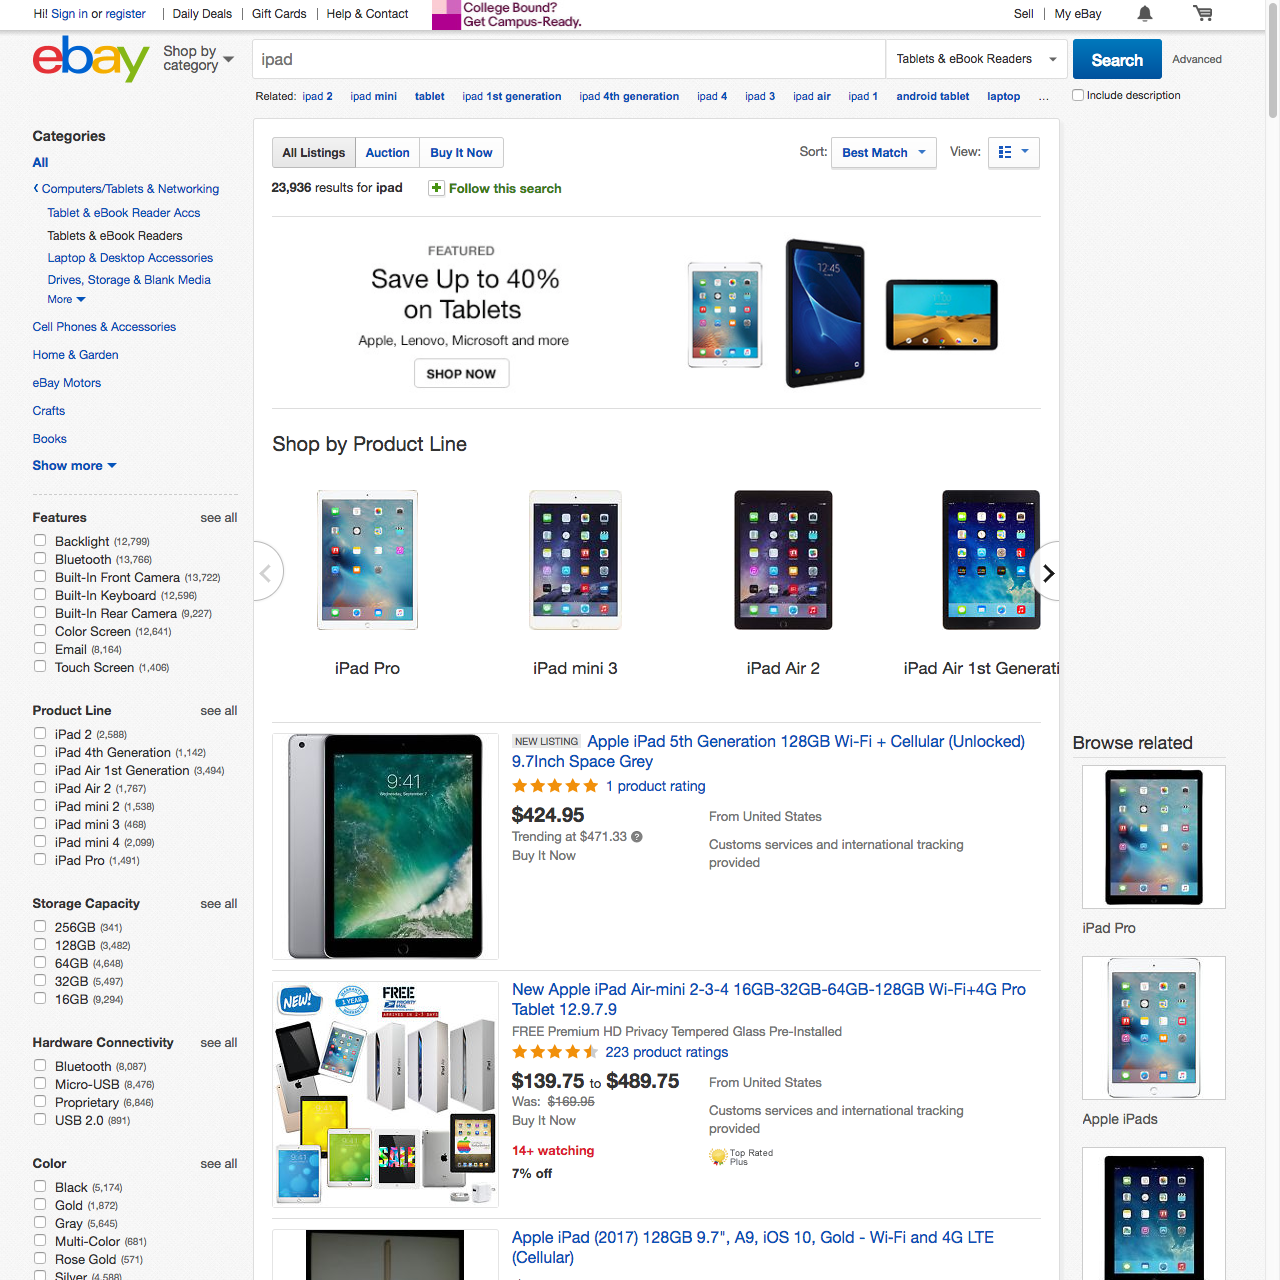 Hi! Sign in or register
Daily Deals
Gift Cards
Help & Contact
College Bound?
Get Campus-Ready.
Sell
My eBay
ebay
Shop by
category
ipad
Tablets & eBook Readers
Search
Advanced
Related: ipad 2 ipad mini tablet ipad 1st generation ipad 4th generation ipad 4 ipad 3 ipad air ipad 1 android tablet laptop ...
Include description
Categories
All
Computers/Tablets & Networking
Tablet & eBook Reader Accs
Tablets & eBook Readers
Laptop & Desktop Accessories
Drives, Storage & Blank Media
More
Cell Phones & Accessories
Home & Garden
eBay Motors
Crafts
Books
Show more
Features see all
Backlight (12,799)
Bluetooth (13,766)
Built-In Front Camera (13,722)
Built-In Keyboard (12,596)
Built-In Rear Camera (9,227)
Color Screen (12,641)
Email (8,164)
Touch Screen (1,406)
Product Line see all
iPad 2 (2,588)
iPad 4th Generation (1,142)
iPad Air 1st Generation (3,494)
iPad Air 2 (1,767)
iPad mini 2 (1,538)
iPad mini 3 (468)
iPad mini 4 (2,099)
iPad Pro (1,491)
Storage Capacity see all
256GB (341)
128GB (3,482)
64GB (4,648)
32GB (5,497)
16GB (9,294)
Hardware Connectivity see all
Bluetooth (8,087)
Micro-USB (8,476)
Proprietary (6,846)
USB 2.0 (891)
Color see all
Black (5,174)
Gold (1,872)
Gray (5,645)
Multi-Color (681)
Rose Gold (571)
Silver (4,588)
All Listings
Auction
Buy It Now
Sort: Best Match
View:
23,936 results for ipad
Follow this search
FEATURED
Save Up to 40%
on Tablets
Apple, Lenovo, Microsoft and more
SHOP NOW
12:45
Shop by Product Line
iPad Pro
iPad mini 3
iPad Air 2
iPad Air 1st Generati
9:41
NEW LISTING Apple iPad 5th Generation 128GB Wi-Fi + Cellular (Unlocked)
9.7Inch Space Grey
1 product rating
$424.95
Trending at $471.33
Buy It Now
From United States
Customs services and international tracking
provided
NEW!
1 YEAR
FREE
PRIORITY
MAIL
SALE
New Apple iPad Air-mini 2-3-4 16GB-32GB-64GB-128GB Wi-Fi+4G Pro
Tablet 12.9.7.9
FREE Premium HD Privacy Tempered Glass Pre-Installed
223 product ratings
$139.75 to $489.75
Was: $169.95
Buy It Now
From United States
Customs services and international tracking
provided
14+ watching
Top Rated
Plus
7% off
Apple iPad (2017) 128GB 9.7", A9, iOS 10, Gold - Wi-Fi and 4G LTE
(Cellular)
Browse related
iPad Pro
Apple iPads